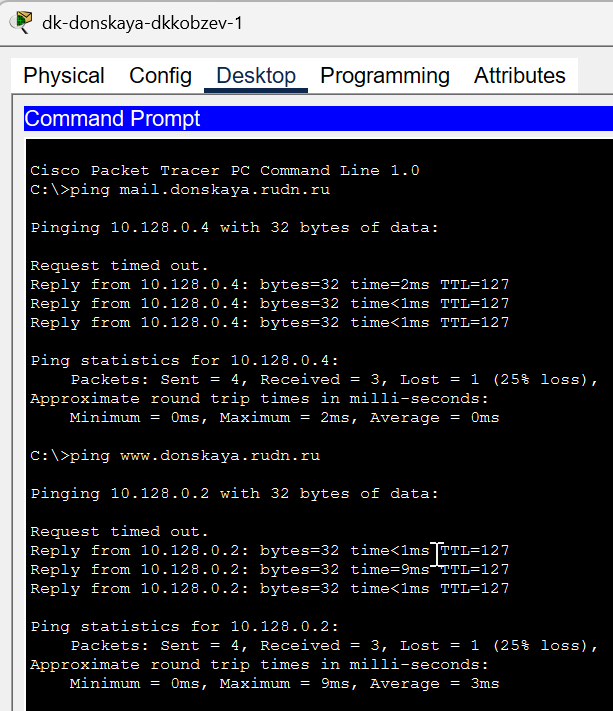 dk-donskaya-dkkobzev-1
Physical Config Desktop Programming Attributes
Command Prompt
Cisco Packet Tracer PC Command Line 1.0
C:\>ping mail.donskaya.rudn.ru
Pinging 10.128.0.4 with 32 bytes of data:
Request timed out.
Reply from 10.128.0.4: bytes=32 time=2ms TTL=127
Reply from 10.128.0.4: bytes=32 time<1ms TTL=127
Reply from 10.128.0.4: bytes=32 time<1ms TTL=127
Ping statistics for 10.128.0.4:
Packets: Sent = 4, Received = 3, Lost = 1 (25% loss),
Approximate round trip times in milli-seconds:
Minimum = 0ms, Maximum = 2ms, Average = 0ms
C:\>ping www.donskaya.rudn.ru
Pinging 10.128.0.2 with 32 bytes of data:
Request timed out.
Reply from 10.128.0.2: bytes=32 time<1ms TTL=127
Reply from 10.128.0.2: bytes=32 time=9ms TTL=127
Reply from 10.128.0.2: bytes=32 time<1ms TTL=127
Ping statistics for 10.128.0.2:
Packets: Sent = 4, Received = 3, Lost = 1 (25% loss),
Approximate round trip times in milli-seconds:
Minimum = 0ms, Maximum = 9ms, Average = 3ms